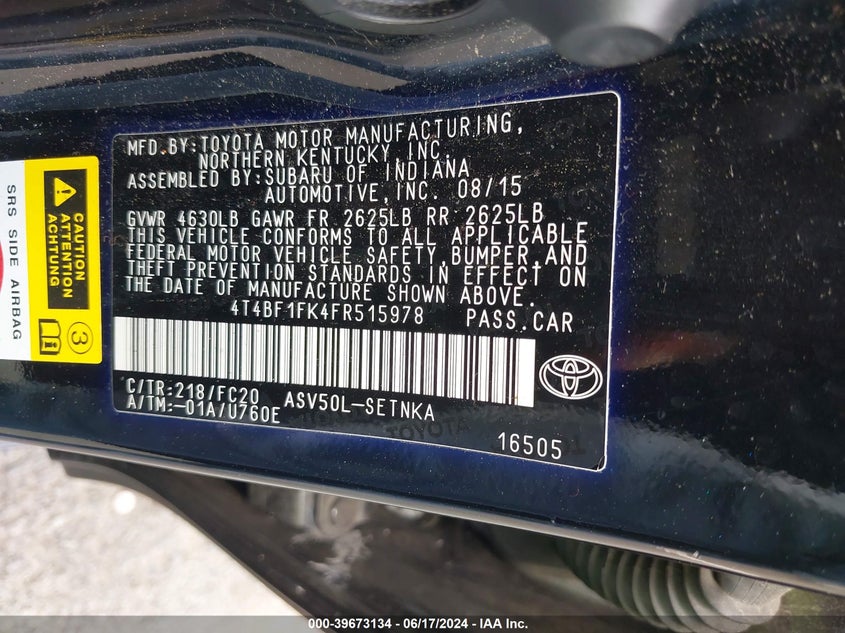 MFD.BY:TOYOTA MOTOR MANUFACTURING,
NORTHERN KENTUCKY,INC.
ASSEMBLED BY:SUBARU OF INDIANA
AUTOMOTIVE,INC. 08/15
GVWR 4630LB GAWR FR 2625LB RR 2625LB
THIS VEHICLE CONFORMS TO ALL APPLICABLE
FEDERAL MOTOR VEHICLE SAFETY,BUMPER,AND
THEFT PREVENTION STANDARDS IN EFFECT ON
THE DATE OF MANUFACTURE SHOWN ABOVE.
4T4BF1FK4FR515978 PASS.CAR
C/TR:218/FC20 ASV50L-SETNKA
A/TM:-01A/U760E
16505
SRS SIDE AIRBAG
ATTENTION
ACHTUNG
3
000-39673134 - 06/17/2024 - IAA Inc.